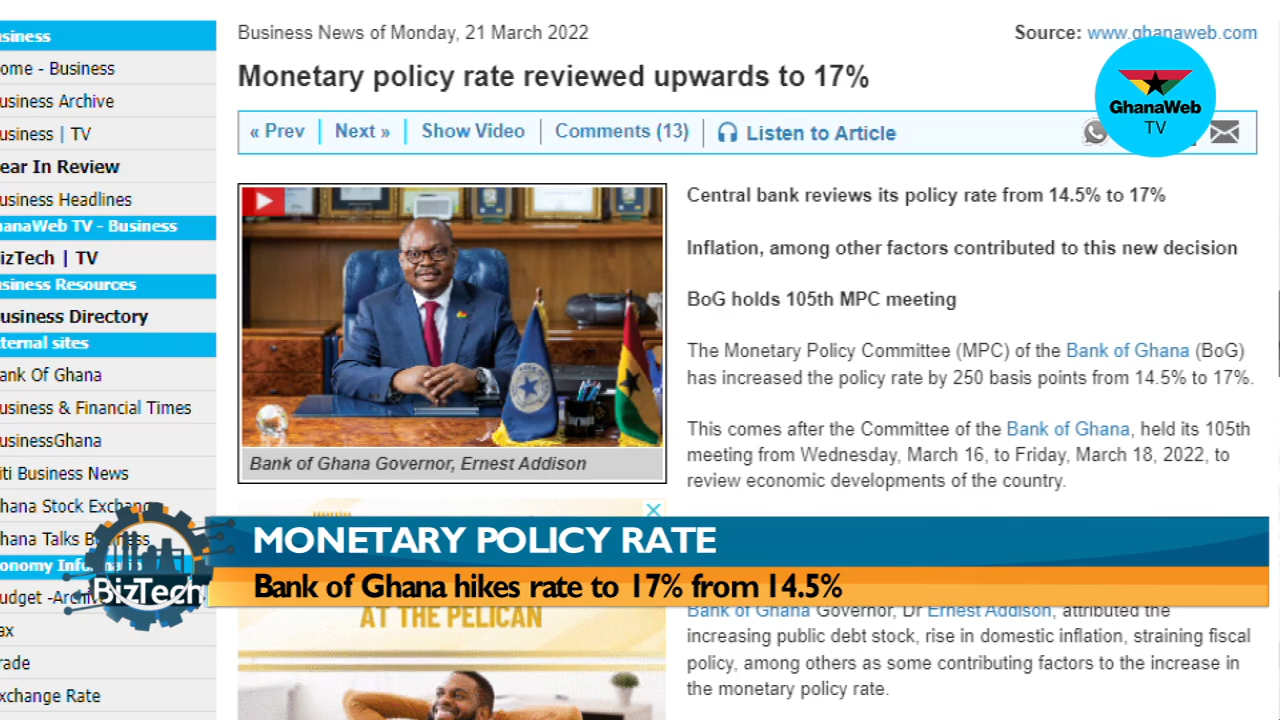 usiness
ome - Business
usiness Archive
usiness | TV
ear In Review
usiness Headlines
hanaWeb TV - Business
izTech | TV
usiness Resources
usiness Directory
ternal sites
ank Of Ghana
usiness & Financial Times
usinessGhana
iti Business News
hana Stock Exchang
hana Talks B
ess
onomy Inf
udget -Archi
ax
rade
xchange Rate
Business News of Monday, 21 March 2022
Source: www.ghanaweb.com
Monetary policy rate reviewed upwards to 17%
GhanaWeb
TV
« Prev
Next »
Show Video
Comments (13)
Listen to Article
Bank of Ghana Governor, Ernest Addison
Central bank reviews its policy rate from 14.5% to 17%
Inflation, among other factors contributed to this new decision
BoG holds 105th MPC meeting
The Monetary Policy Committee (MPC) of the Bank of Ghana (BoG)
has increased the policy rate by 250 basis points from 14.5% to 17%.
This comes after the Committee of the Bank of Ghana, held its 105th
meeting from Wednesday, March 16, to Friday, March 18, 2022, to
review economic developments of the country.
MONETARY POLICY RATE
BizTech
Bank of Ghana hikes rate to 17% from 14.5%
AT THE PELICAN
Bank of Ghana Governor, Dr Ernest Addison, attributed the
increasing public debt stock, rise in domestic inflation, straining fiscal
policy, among others as some contributing factors to the increase in
the monetary policy rate.